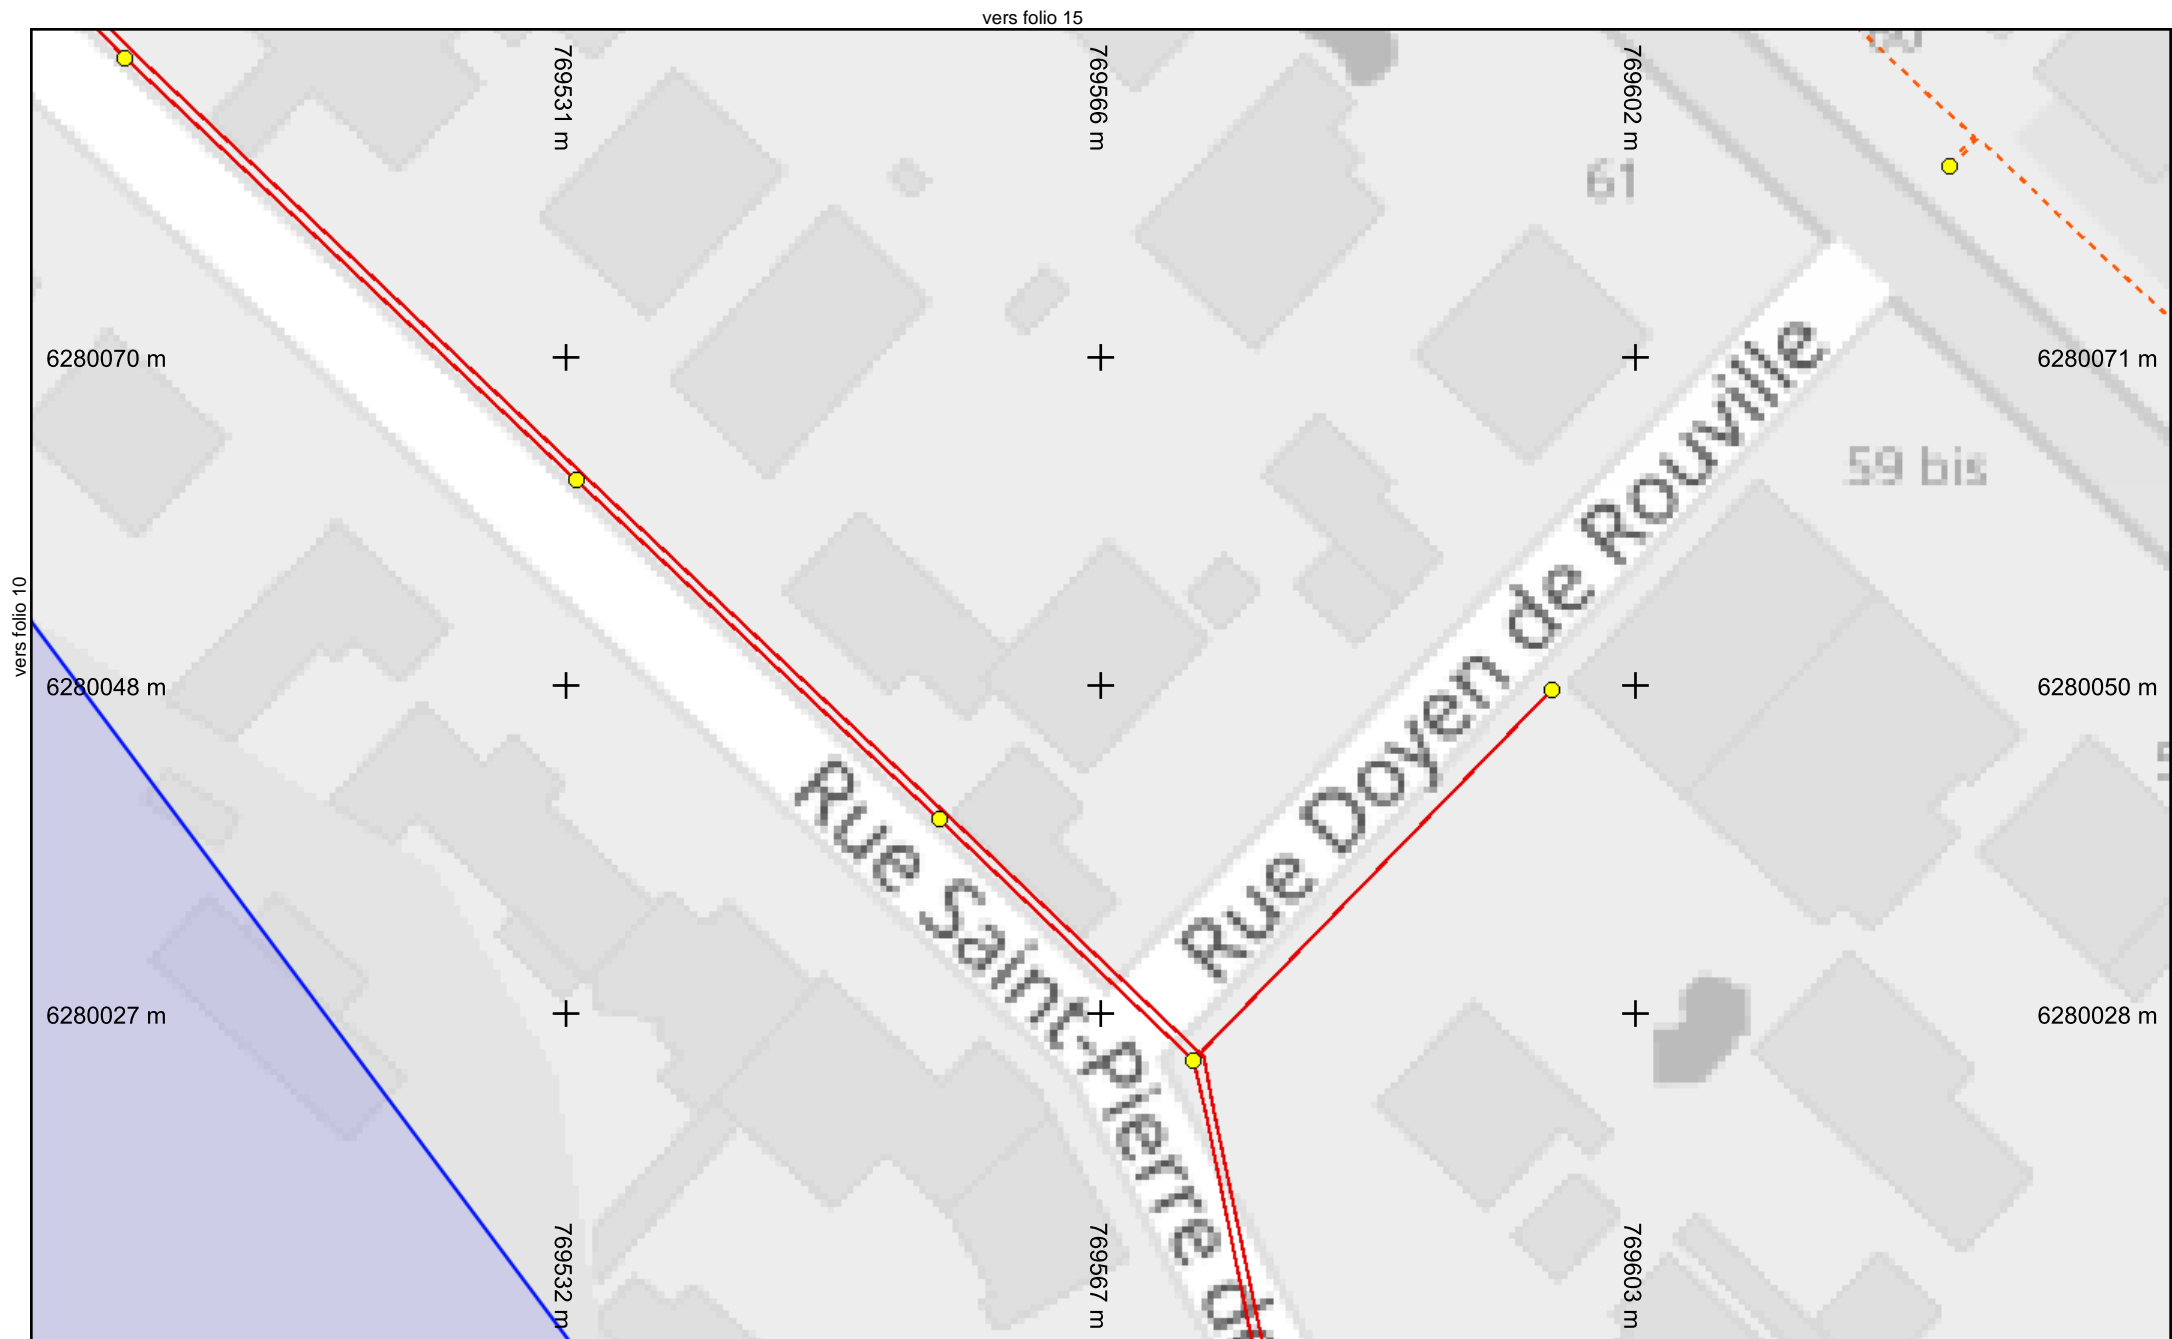 vers folio 15
769531 m
769566 m
769602 m
61
6280070 m
6280071 m
59 bis
Rue Doyen de Rouville
vers folio 10
6280048 m
6280050 m
Rue Saint-Pierre de
6280027 m
6280028 m
769532 m
769567 m
769603 m